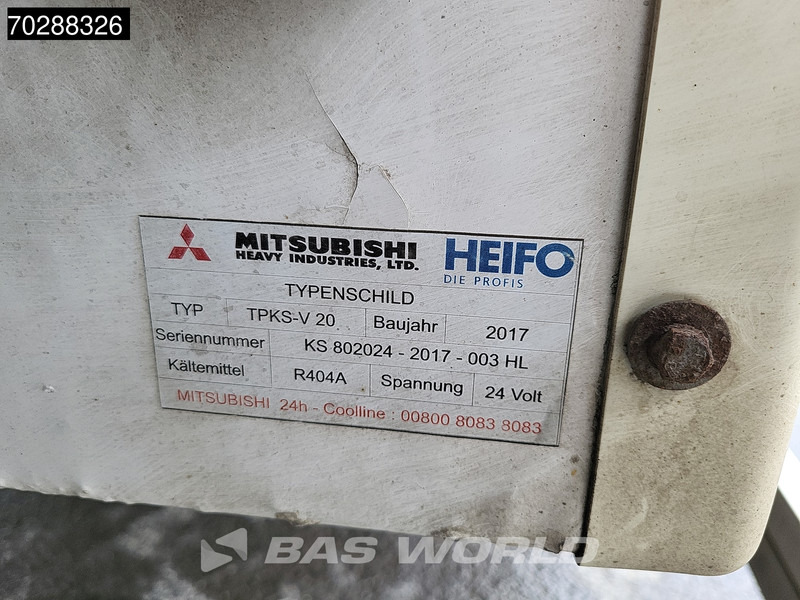 70288326
MITSUBISHI HEIFO
HEAVY INDUSTRIES, LTD. DIE PROFIS
TYPENSCHILD
TYP TPKS-V 20 Baujahr 2017
Seriennummer KS 802024 - 2017 - 003 HL
Kältemittel R404A Spannung 24 Volt
MITSUBISHI 24h - Coolline : 00800 8083 8083
BAS WORLD